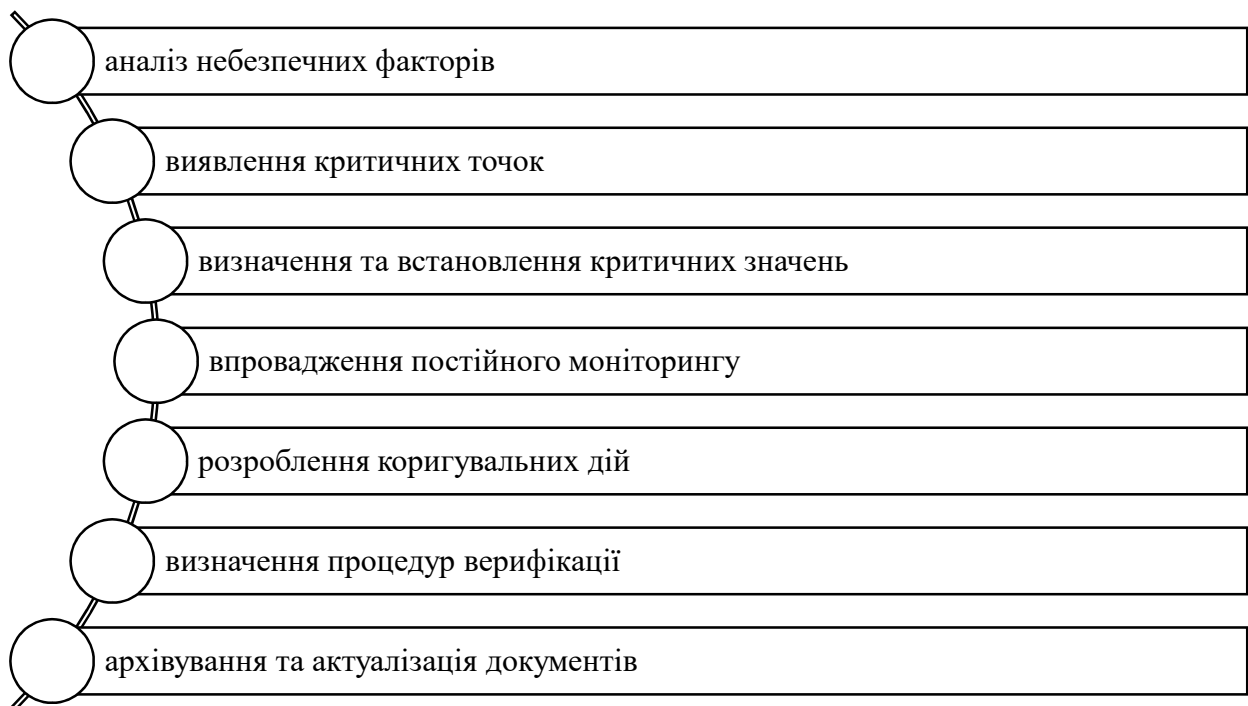 аналіз небезпечних факторів
виявлення критичних точок
визначення та встановлення критичних значень
впровадження постійного моніторингу
розроблення коригувальних дій
визначення процедур верифікації
архівування та актуалізація документів